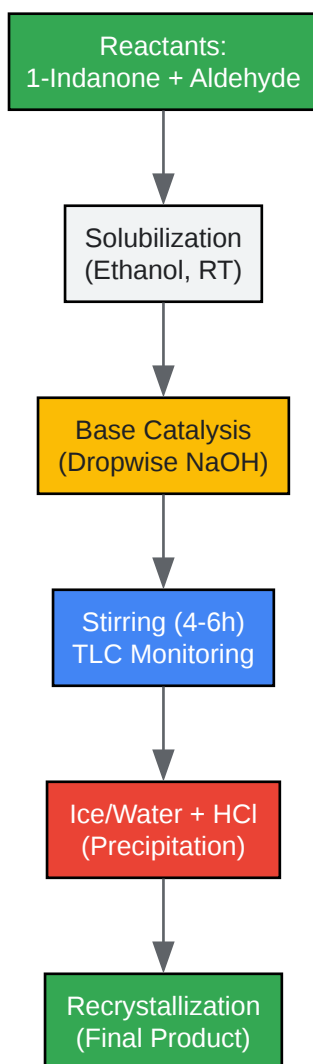 Reactants:
1-Indanone + Aldehyde
Solubilization
(Ethanol, RT)
Base Catalysis
(Dropwise NaOH)
Stirring (4-6h)
TLC Monitoring
Ice/Water + HCl
(Precipitation)
Recrystallization
(Final Product)